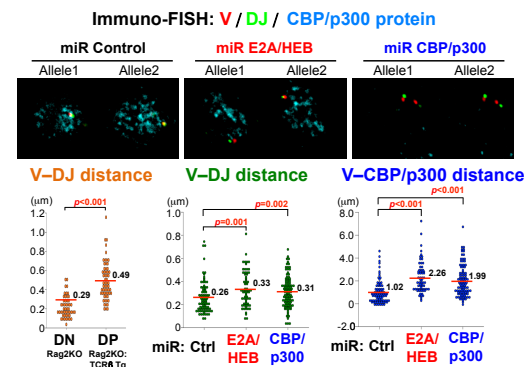 Immuno-FISH: V / DJ / CBP/p300 protein
miR Control miR E2A/HEB miR CBP/p300
Allele1 Allele2 Allele1 Allele2 Allele1 Allele2
V–DJ distance V–DJ distance V–CBP/p300 distance
(μm) (μm) (μm)
p<0.001 p=0.002 p=0.001 p<0.001 p<0.001
1.2 1.0 0.8 0.6 0.4 0.2 0
0.29 0.49
1.0 0.8 0.6 0.4 0.2 0
0.26 0.33 0.31
8.0 6.0 4.0 2.0 0 -2.0
1.02 2.26 1.99
DN DP miR: Ctrl E2A/ CBP/ miR: Ctrl E2A/ CBP/
Rag2KO Rag2KO: HEB p300 HEB p300
TCRδ Tg